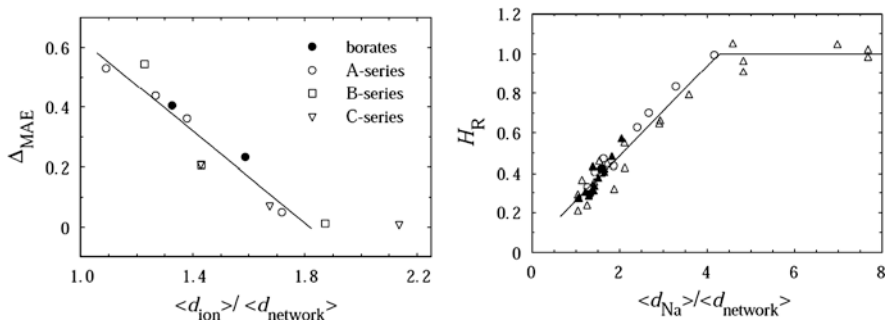 0.6
0.4
0.2
0
Δ_MAE
borates
A-series
B-series
C-series
1.0 1.4 1.8 2.2
<d_ion>/<d_network>
1.2
1.0
0.8
0.6
0.4
0.2
0
H_R
0 2 4 6 8
<d_Na>/<d_network>